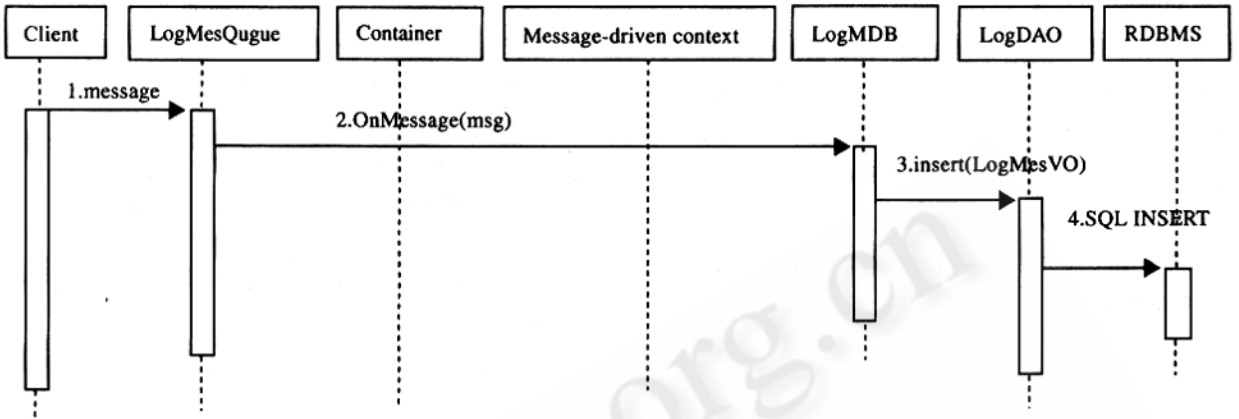 Client
LogMesQugue
Container
Message-driven context
LogMDB
LogDAO
RDBMS
1.message
2.OnMessage(msg)
3.insert(LogMesVO)
4.SQL INSERT
org.cn